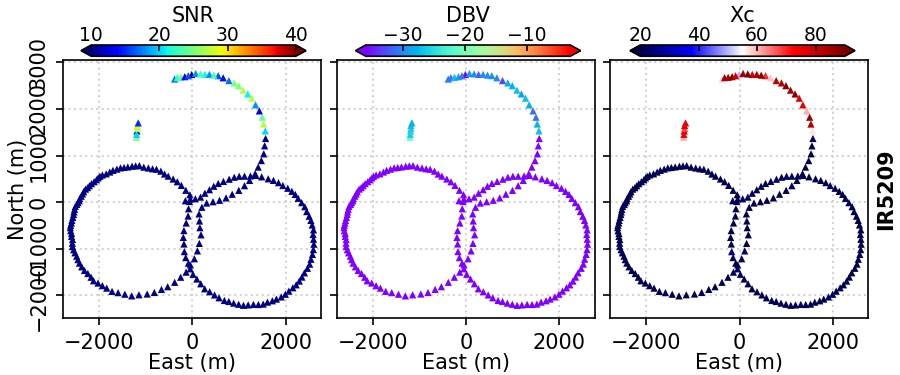 SNR DBV Xc
10 20 30 40 −30 −20 −10 20 40 60 80
3000
2000
1000
0
−1000
−2000
North (m)
IR5209
−2000 0 2000 −2000 0 2000 −2000 0 2000
East (m) East (m) East (m)